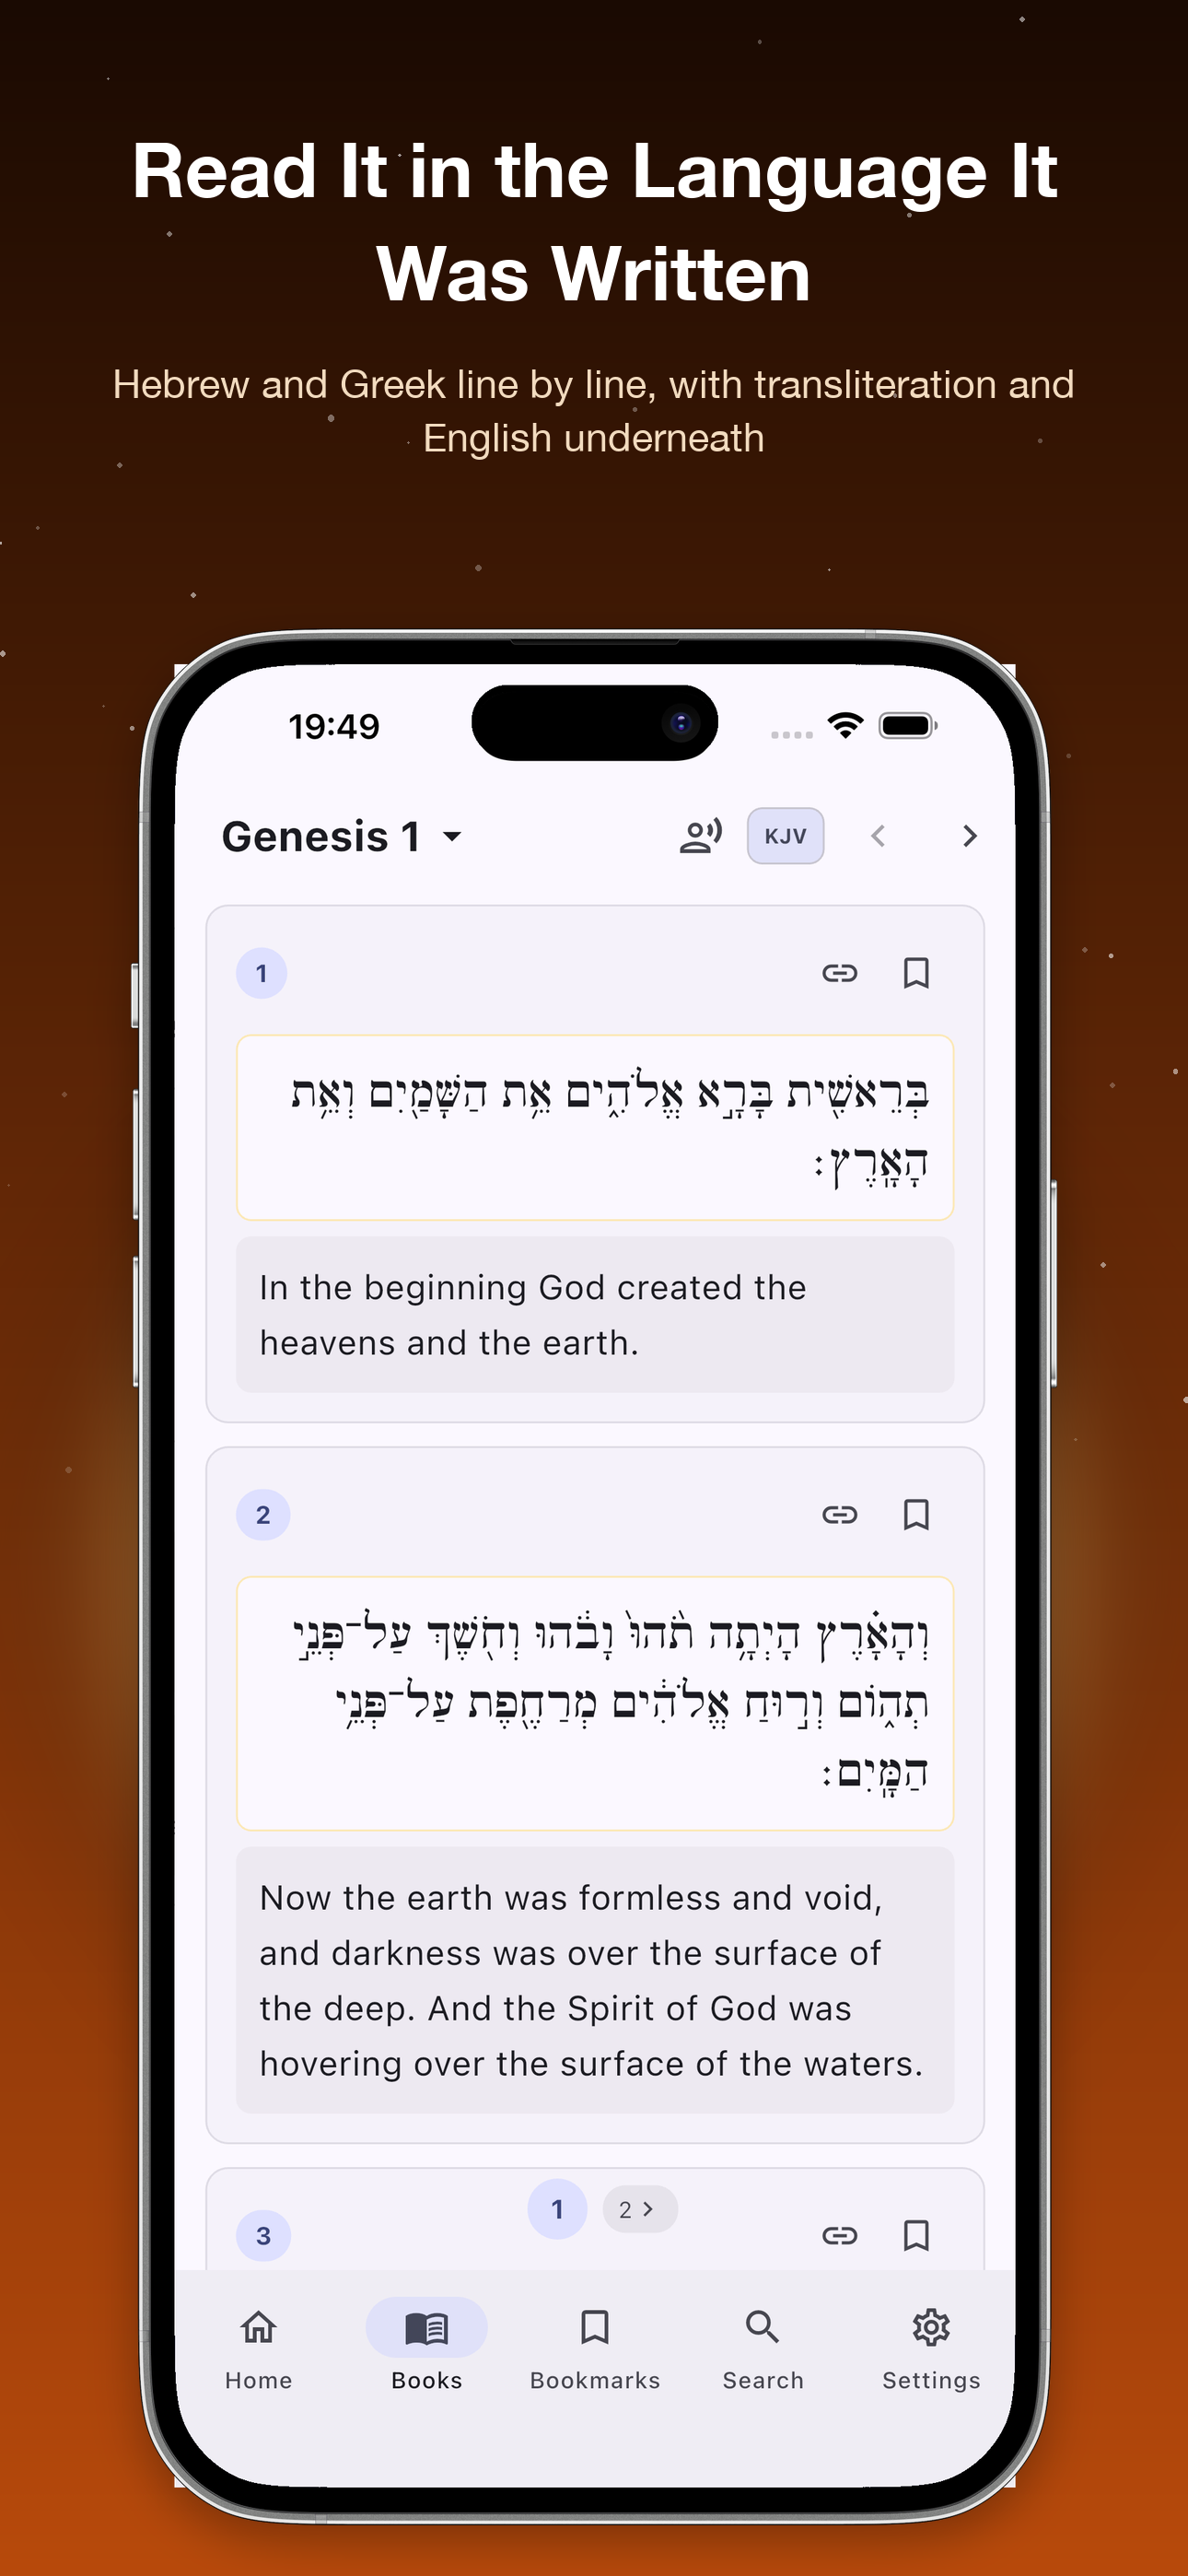 Read It in the Language It
Was Written
Hebrew and Greek line by line, with transliteration and
English underneath
19:49
Genesis 1
KJV
1
בְּרֵאשִׁ֖ית בָּרָ֣א אֱלֹהִ֑ים אֵ֥ת הַשָּׁמַ֖יִם וְאֵ֥ת
הָאָֽרֶץ׃
In the beginning God created the
heavens and the earth.
2
וְהָאָ֗רֶץ הָיְתָ֥ה תֹ֙הוּ֙ וָבֹ֔הוּ וְחֹ֖שֶׁךְ עַל־פְּנֵ֣י
תְה֑וֹם וְר֣וּחַ אֱלֹהִ֔ים מְרַחֶ֖פֶת עַל־פְּנֵ֥י
הַמָּֽיִם׃
Now the earth was formless and void,
and darkness was over the surface of
the deep. And the Spirit of God was
hovering over the surface of the waters.
3
1
2
Home
Books
Bookmarks
Search
Settings